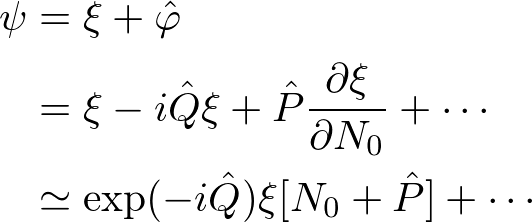 ψ = ξ + φ̂
= ξ − iQ̂ξ + P̂ ∂ξ/∂N₀ + ⋯
≃ exp(−iQ̂)ξ[N₀ + P̂] + ⋅⋅